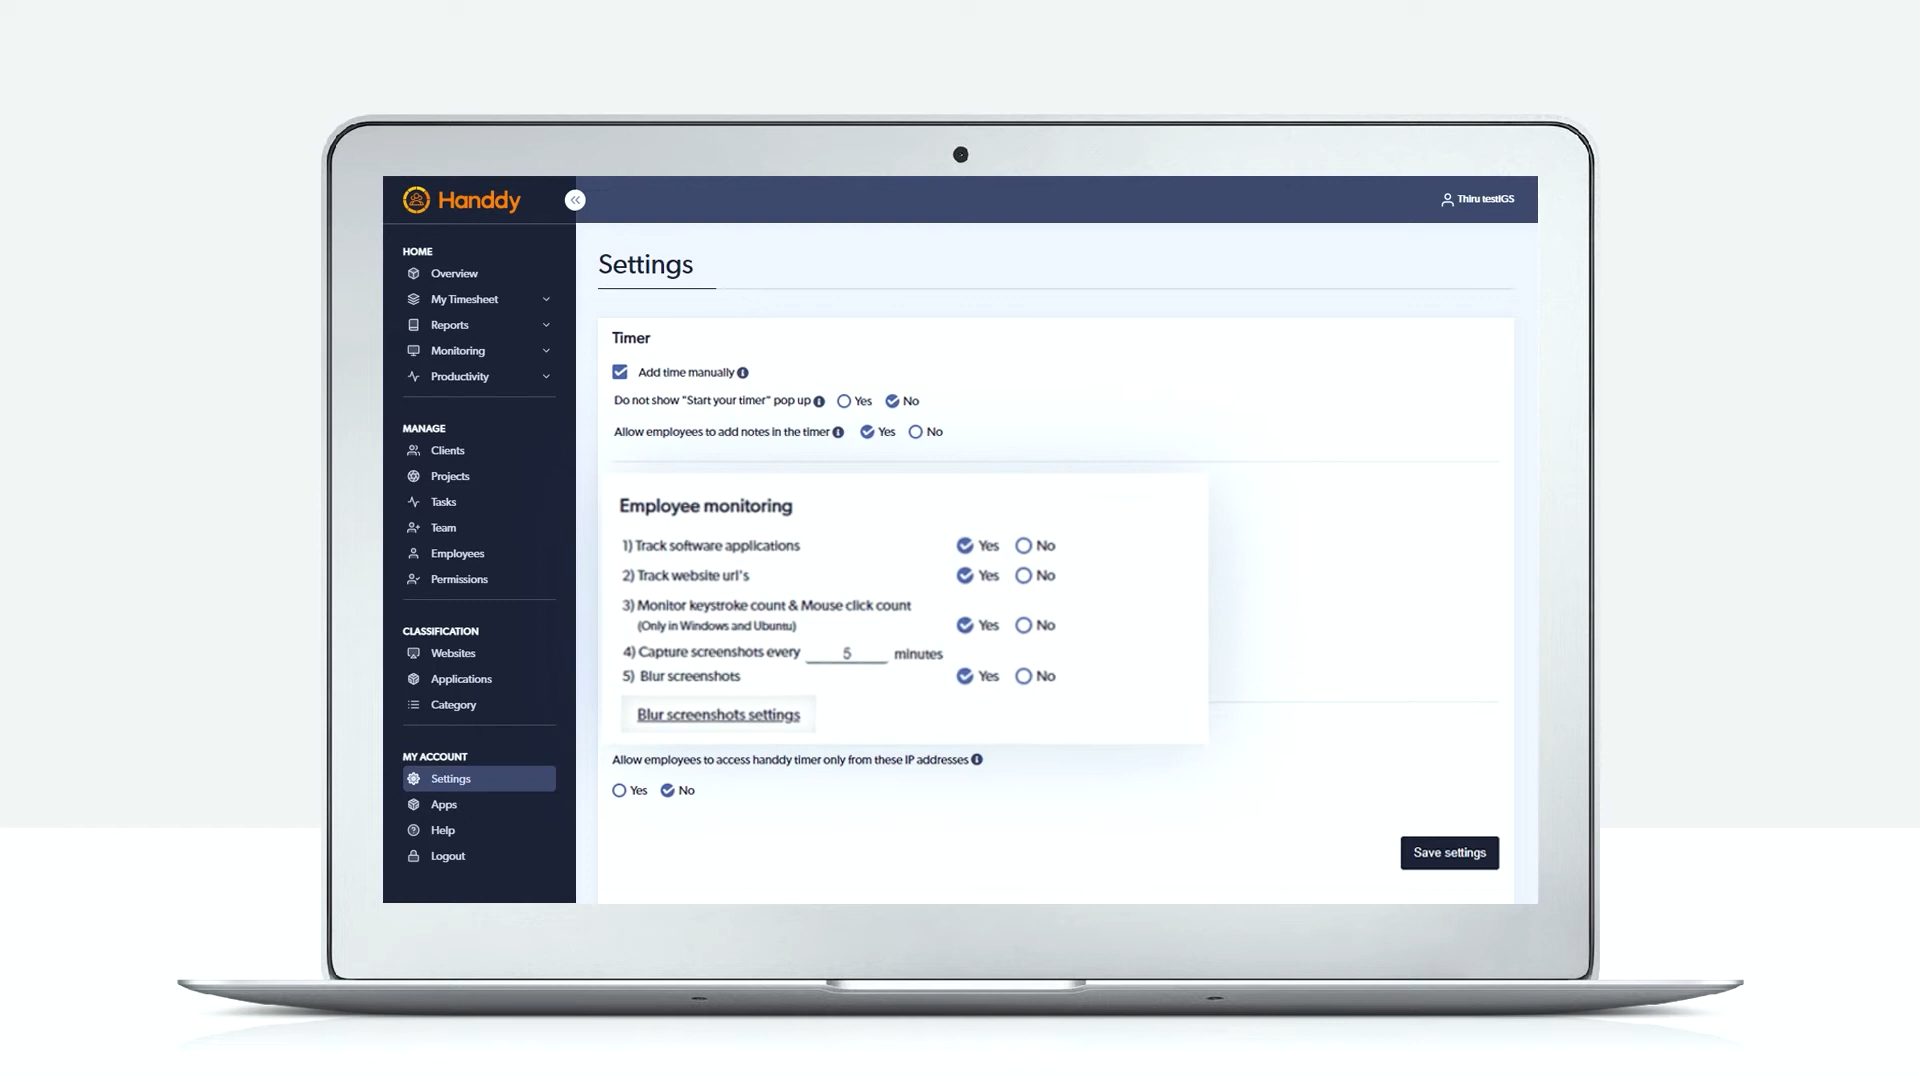 Handdy
Thiru testIGS
HOME
Overview
My Timesheet
Reports
Monitoring
Productivity
MANAGE
Clients
Projects
Tasks
Team
Employees
Permissions
CLASSIFICATION
Websites
Applications
Category
MY ACCOUNT
Settings
Apps
Help
Logout
Settings
Timer
Add time manually
Do not show "Start your timer" pop up Yes No
Allow employees to add notes in the timer Yes No
Employee monitoring
1) Track software applications Yes No
2) Track website url's Yes No
3) Monitor keystroke count & Mouse click count
(Only in Windows and Ubuntu) Yes No
4) Capture screenshots every 5 minutes
5) Blur screenshots Yes No
Blur screenshots settings
Allow employees to access handdy timer only from these IP addresses
Yes No
Save settings